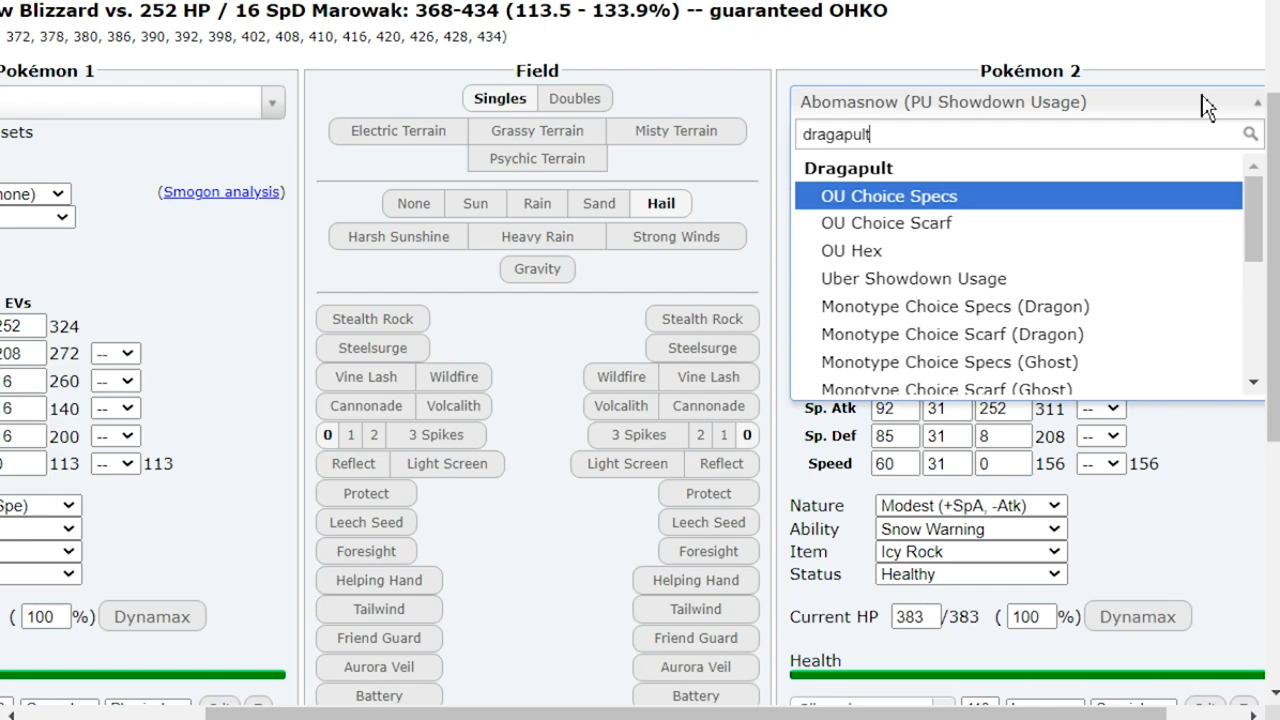 w Blizzard vs. 252 HP / 16 SpD Marowak: 368-434 (113.5 - 133.9%) -- guaranteed OHKO
372, 378, 380, 386, 390, 392, 398, 402, 408, 410, 416, 420, 426, 428, 434)
Pokémon 1
sets
none)
(Smogon analysis)
EVs
252 324
208 272 --
6 260 --
6 140 --
6 200 --
0 113 -- 113
Spe)
( 100 %) Dynamax
Field
Singles Doubles
Electric Terrain Grassy Terrain Misty Terrain
Psychic Terrain
None Sun Rain Sand Hail
Harsh Sunshine Heavy Rain Strong Winds
Gravity
Stealth Rock Stealth Rock
Steelsurge Steelsurge
Vine Lash Wildfire Wildfire Vine Lash
Cannonade Volcalith Volcalith Cannonade
0 1 2 3 Spikes 3 Spikes 2 1 0
Reflect Light Screen Light Screen Reflect
Protect Protect
Leech Seed Leech Seed
Foresight Foresight
Helping Hand Helping Hand
Tailwind Tailwind
Friend Guard Friend Guard
Aurora Veil Aurora Veil
Battery Battery
Pokémon 2
Abomasnow (PU Showdown Usage)
dragapult
Dragapult
OU Choice Specs
OU Choice Scarf
OU Hex
Uber Showdown Usage
Monotype Choice Specs (Dragon)
Monotype Choice Scarf (Dragon)
Monotype Choice Specs (Ghost)
Monotype Choice Scarf (Ghost)
Sp. Atk 92 31 252 311 --
Sp. Def 85 31 8 208 --
Speed 60 31 0 156 -- 156
Nature Modest (+SpA, -Atk)
Ability Snow Warning
Item Icy Rock
Status Healthy
Current HP 383 /383 ( 100 %) Dynamax
Health